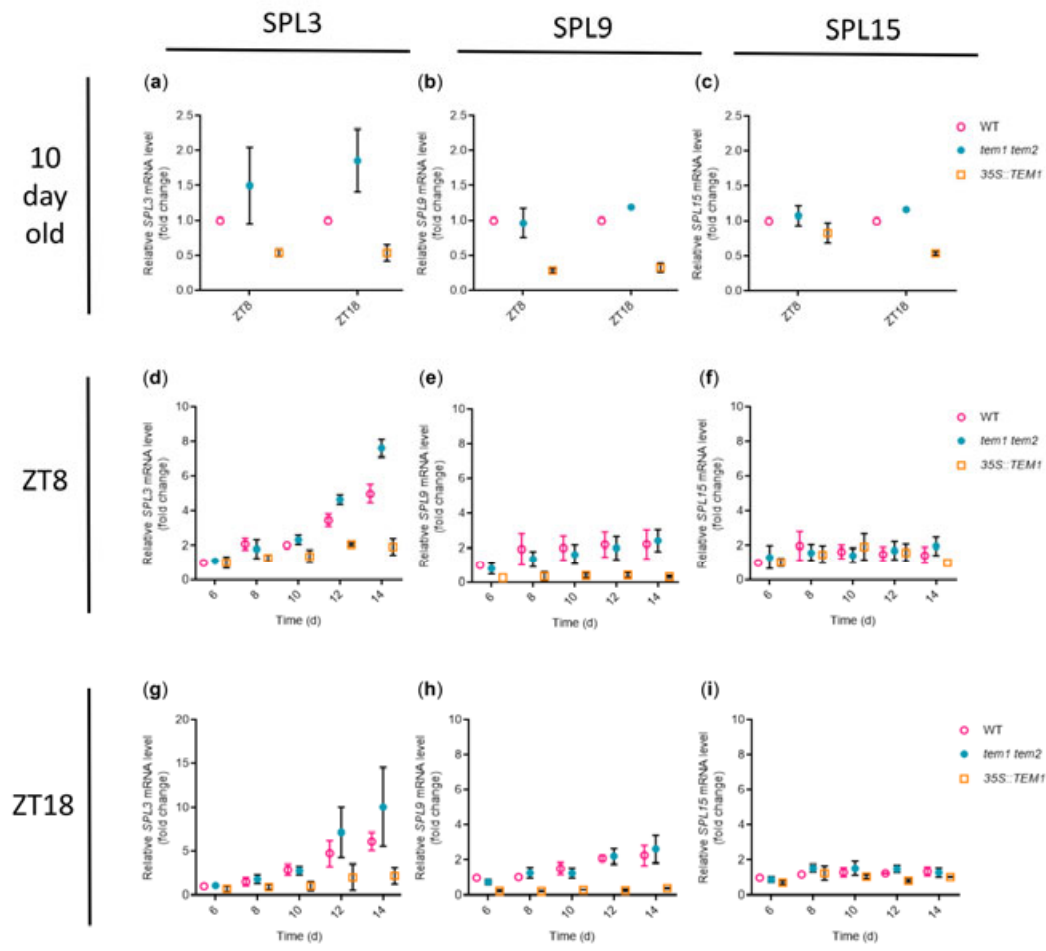 SPL3
SPL9
SPL15
10
day
old
(a)
Relative SPL3 mRNA level
(fold change)
2.5
2.0
1.5
1.0
0.5
0.0
ZT8
ZT18
(b)
Relative SPL9 mRNA level
(fold change)
2.5
2.0
1.5
1.0
0.5
0.0
ZT8
ZT18
(c)
Relative SPL15 mRNA level
(fold change)
2.5
2.0
1.5
1.0
0.5
0.0
ZT8
ZT18
WT
tem1 tem2
35S::TEM1
ZT8
(d)
Relative SPL3 mRNA level
(fold change)
10
8
6
4
2
0
6
8
10
12
14
Time (d)
(e)
Relative SPL9 mRNA level
(fold change)
10
8
6
4
2
0
6
8
10
12
14
Time (d)
(f)
Relative SPL15 mRNA level
(fold change)
10
8
6
4
2
0
6
8
10
12
14
Time (d)
WT
tem1 tem2
35S::TEM1
ZT18
(g)
Relative SPL3 mRNA level
(fold change)
20
15
10
5
0
6
8
10
12
14
Time (d)
(h)
Relative SPL9 mRNA level
(fold change)
10
8
6
4
2
0
6
8
10
12
14
Time (d)
(i)
Relative SPL15 mRNA level
(fold change)
10
8
6
4
2
0
6
8
10
12
14
Time (d)
WT
tem1 tem2
35S::TEM1